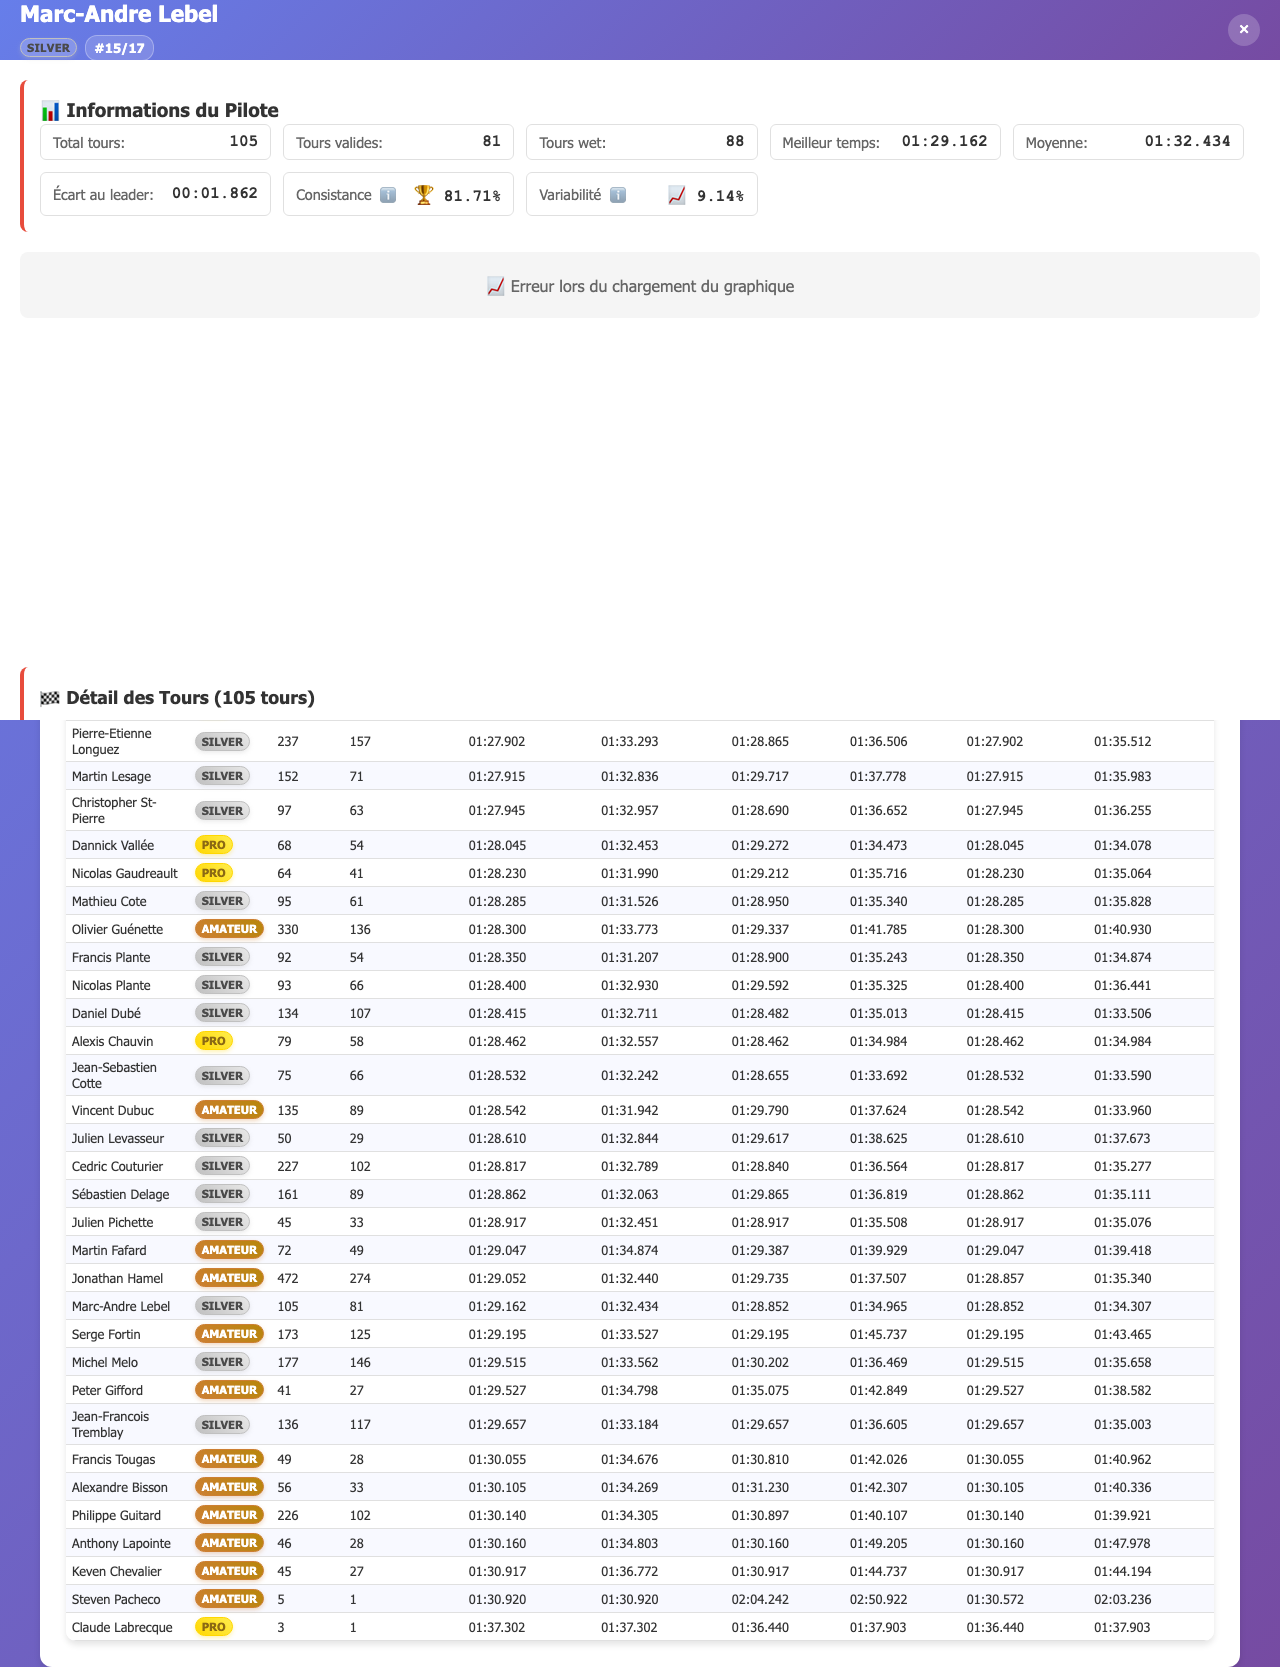 Marc-Andre Lebel
SILVER #15/17
×
📊 Informations du Pilote
Total tours: 105
Tours valides: 81
Tours wet: 88
Meilleur temps: 01:29.162
Moyenne: 01:32.434
Écart au leader: 00:01.862
Consistance ℹ️ 🏆 81.71%
Variabilité ℹ️ 📈 9.14%
📈 Erreur lors du chargement du graphique
🏁 Détail des Tours (105 tours)
Pierre-Etienne Longuez SILVER 237 157 01:27.902 01:33.293 01:28.865 01:36.506 01:27.902 01:35.512
Martin Lesage SILVER 152 71 01:27.915 01:32.836 01:29.717 01:37.778 01:27.915 01:35.983
Christopher St-Pierre SILVER 97 63 01:27.945 01:32.957 01:28.690 01:36.652 01:27.945 01:36.255
Dannick Vallée PRO 68 54 01:28.045 01:32.453 01:29.272 01:34.473 01:28.045 01:34.078
Nicolas Gaudreault PRO 64 41 01:28.230 01:31.990 01:29.212 01:35.716 01:28.230 01:35.064
Mathieu Cote SILVER 95 61 01:28.285 01:31.526 01:28.950 01:35.340 01:28.285 01:35.828
Olivier Guénette AMATEUR 330 136 01:28.300 01:33.773 01:29.337 01:41.785 01:28.300 01:40.930
Francis Plante SILVER 92 54 01:28.350 01:31.207 01:28.900 01:35.243 01:28.350 01:34.874
Nicolas Plante SILVER 93 66 01:28.400 01:32.930 01:29.592 01:35.325 01:28.400 01:36.441
Daniel Dubé SILVER 134 107 01:28.415 01:32.711 01:28.482 01:35.013 01:28.415 01:33.506
Alexis Chauvin PRO 79 58 01:28.462 01:32.557 01:28.462 01:34.984 01:28.462 01:34.984
Jean-Sebastien Cotte SILVER 75 66 01:28.532 01:32.242 01:28.655 01:33.692 01:28.532 01:33.590
Vincent Dubuc AMATEUR 135 89 01:28.542 01:31.942 01:29.790 01:37.624 01:28.542 01:33.960
Julien Levasseur SILVER 50 29 01:28.610 01:32.844 01:29.617 01:38.625 01:28.610 01:37.673
Cedric Couturier SILVER 227 102 01:28.817 01:32.789 01:28.840 01:36.564 01:28.817 01:35.277
Sébastien Delage SILVER 161 89 01:28.862 01:32.063 01:29.865 01:36.819 01:28.862 01:35.111
Julien Pichette SILVER 45 33 01:28.917 01:32.451 01:28.917 01:35.508 01:28.917 01:35.076
Martin Fafard AMATEUR 72 49 01:29.047 01:34.874 01:29.387 01:39.929 01:29.047 01:39.418
Jonathan Hamel AMATEUR 472 274 01:29.052 01:32.440 01:29.735 01:37.507 01:28.857 01:35.340
Marc-Andre Lebel SILVER 105 81 01:29.162 01:32.434 01:28.852 01:34.965 01:28.852 01:34.307
Serge Fortin AMATEUR 173 125 01:29.195 01:33.527 01:29.195 01:45.737 01:29.195 01:43.465
Michel Melo SILVER 177 146 01:29.515 01:33.562 01:30.202 01:36.469 01:29.515 01:35.658
Peter Gifford AMATEUR 41 27 01:29.527 01:34.798 01:35.075 01:42.849 01:29.527 01:38.582
Jean-Francois Tremblay SILVER 136 117 01:29.657 01:33.184 01:29.657 01:36.605 01:29.657 01:35.003
Francis Tougas AMATEUR 49 28 01:30.055 01:34.676 01:30.810 01:42.026 01:30.055 01:40.962
Alexandre Bisson AMATEUR 56 33 01:30.105 01:34.269 01:31.230 01:42.307 01:30.105 01:40.336
Philippe Guitard AMATEUR 226 102 01:30.140 01:34.305 01:30.897 01:40.107 01:30.140 01:39.921
Anthony Lapointe AMATEUR 46 28 01:30.160 01:34.803 01:30.160 01:49.205 01:30.160 01:47.978
Keven Chevalier AMATEUR 45 27 01:30.917 01:36.772 01:30.917 01:44.737 01:30.917 01:44.194
Steven Pacheco AMATEUR 5 1 01:30.920 01:30.920 02:04.242 02:50.922 01:30.572 02:03.236
Claude Labrecque PRO 3 1 01:37.302 01:37.302 01:36.440 01:37.903 01:36.440 01:37.903